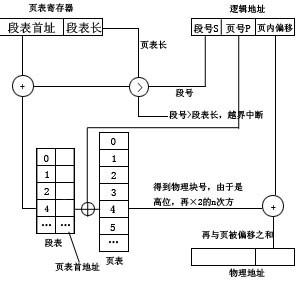 页表寄存器
逻辑地址
段表首址 段表长
段号S 页号P 页内偏移
页表长
+
>
段号
段号>段表长，越界中断
0
1
2
4
...
...
段表
页表首地址
+
0
1
2
3
4
5
...
页表
得到物理块号，由于是
高位，再×2的n次方
+
再与页被偏移之和
物理地址